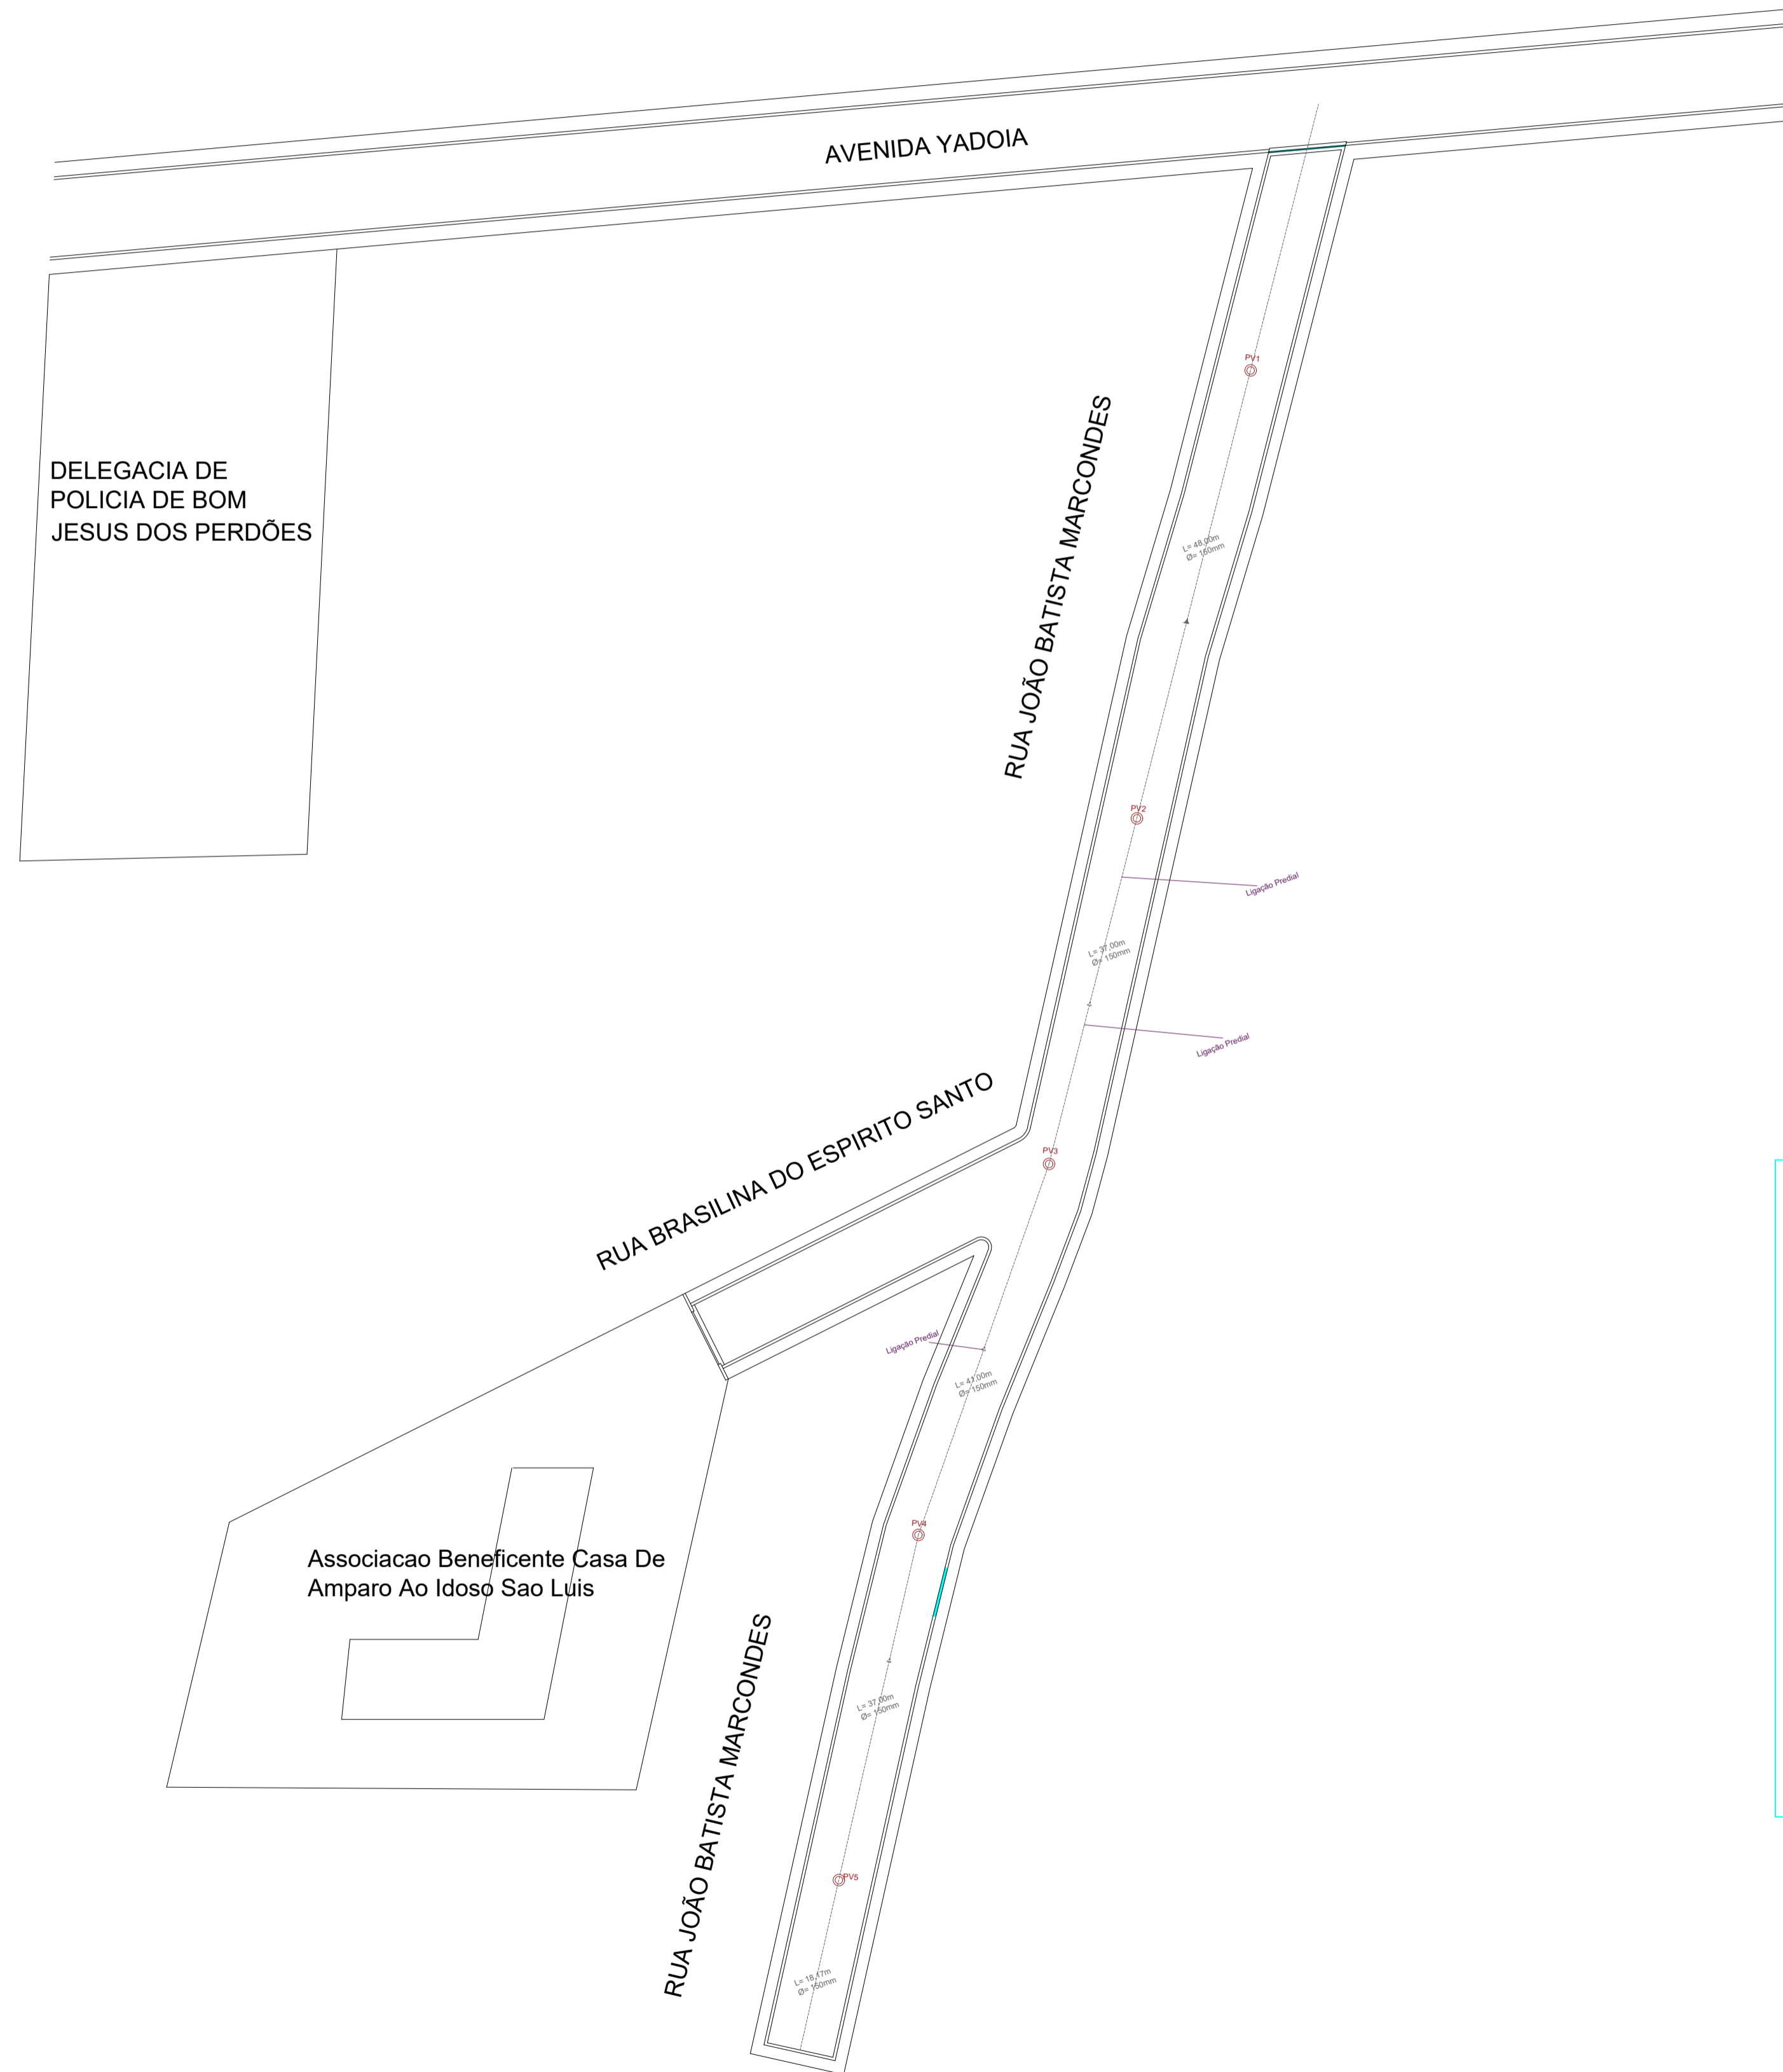 AVENIDA YADOIA
PV1
RUA JOÃO BATISTA MARCONDES
DELEGACIA DE
POLICIA DE BOM
JESUS DOS PERDÕES
L= 48,00m
Ø= 150mm
PV2
Ligação Predial
L= 37,00m
Ø= 150mm
Ligação Predial
RUA BRASILINA DO ESPIRITO SANTO
PV3
Ligação Predial
L= 41,00m
Ø= 150mm
PV4
Associacao Beneficente Casa De
Amparo Ao Idoso Sao Luis
RUA JOÃO BATISTA MARCONDES
L= 37,00m
Ø= 150mm
PV5
L= 18,17m
Ø= 150mm